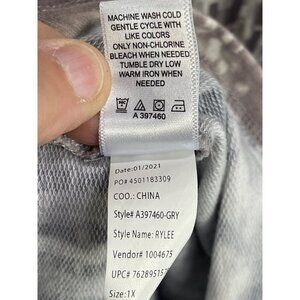 MACHINE WASH COLD
GENTLE CYCLE WITH
LIKE COLORS
ONLY NON-CHLORINE
BLEACH WHEN NEEDED
TUMBLE DRY LOW
WARM IRON WHEN
NEEDED
A 397460
Date:01/2021
PO# 4501183309
COO.: CHINA
Style# A397460-GRY
Style Name: RYLEE
Vendor# 1004675
UPC#
Size:1X